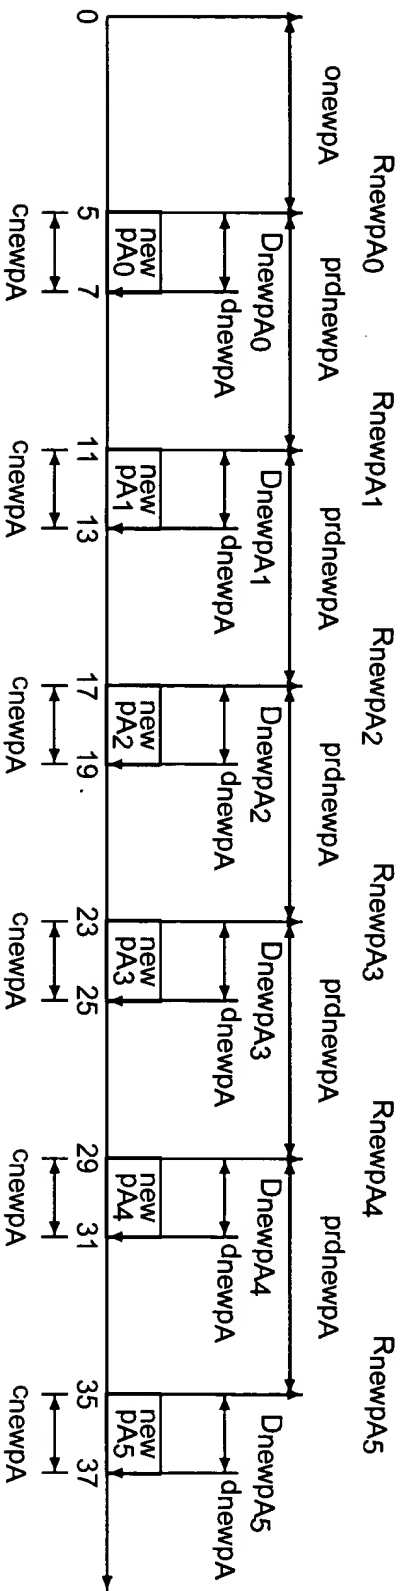 RnewpA0 RnewpA1 RnewpA2 RnewpA3 RnewpA4 RnewpA5
onewpA prdnewpA prdnewpA prdnewpA prdnewpA prdnewpA
DnewpA0 DnewpA1 DnewpA2 DnewpA3 DnewpA4 DnewpA5
dnewpA dnewpA dnewpA dnewpA dnewpA dnewpA
new new new new new new
pA0 pA1 pA2 pA3 pA4 pA5
0 5 7 11 13 17 19 23 25 29 31 35 37
cnewpA cnewpA cnewpA cnewpA cnewpA cnewpA